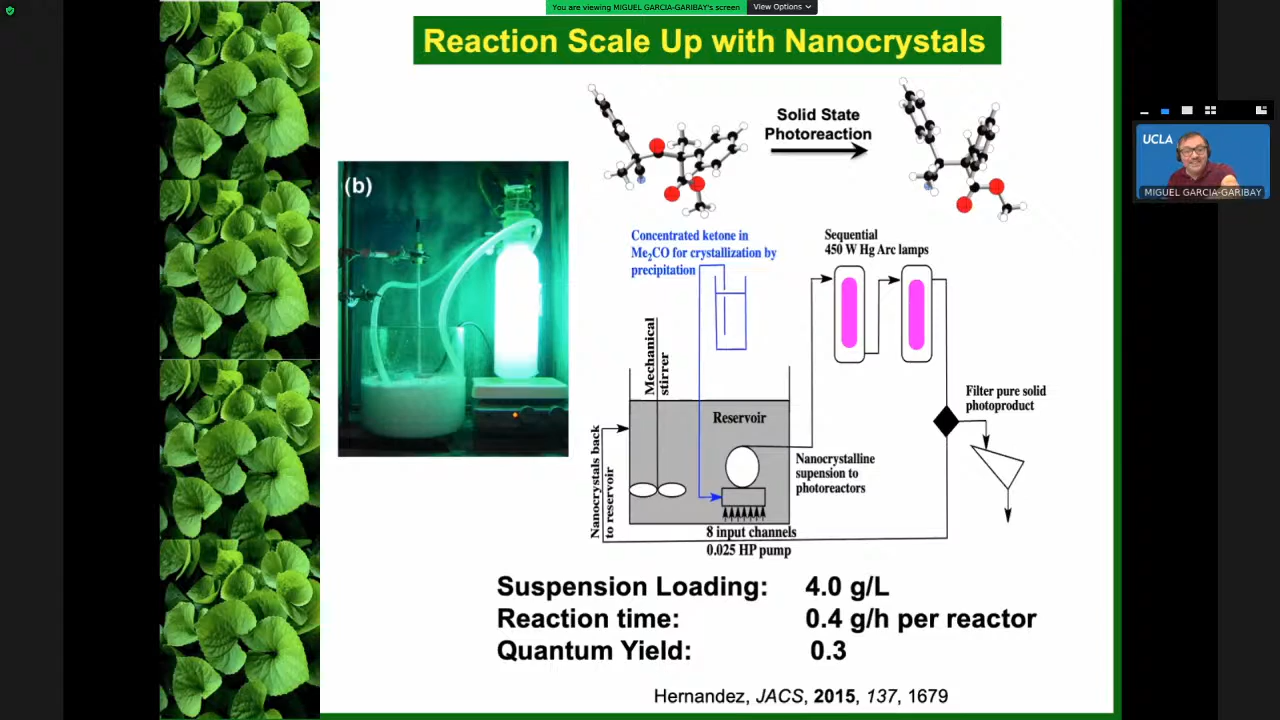 You are viewing MIGUEL GARCIA-GARIBAY's screen
View Options
Reaction Scale Up with Nanocrystals
Solid State
Photoreaction
UCLA
MIGUEL GARCIA-GARIBAY
(b)
Concentrated ketone in
Me2CO for crystallization by
precipitation
Sequential
450 W Hg Arc lamps
Mechanical
stirrer
Reservoir
Filter pure solid
photoproduct
Nanocrystals back
to reservoir
Nanocrystalline
supension to
photoreactors
8 input channels
0.025 HP pump
Suspension Loading: 4.0 g/L
Reaction time: 0.4 g/h per reactor
Quantum Yield: 0.3
Hernandez, JACS, 2015, 137, 1679